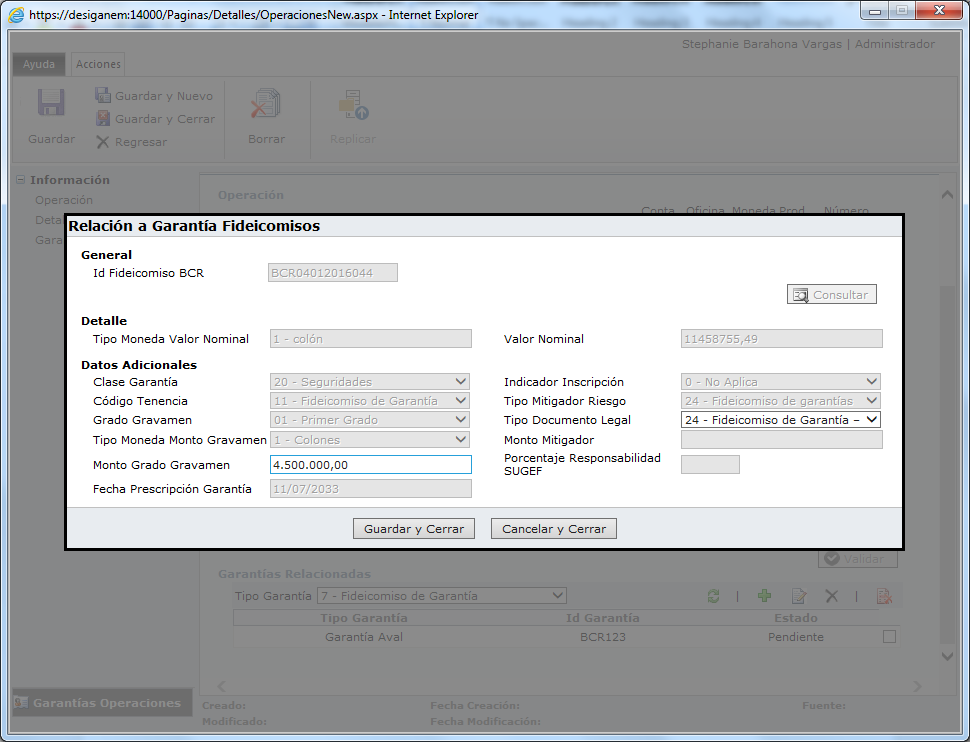 https://desiganem:14000/Paginas/Detalles/OperacionesNew.aspx - Internet Explorer
Stephanie Barahona Vargas | Administrador
Ayuda Acciones
Guardar y Nuevo
Guardar y Cerrar
Guardar Borrar Replicar
Regresar
Información
Operación
Operación
Conta Oficina Moneda Prod Número
Deta
Gara
Relación a Garantía Fideicomisos
General
Id Fideicomiso BCR BCR04012016044
Consultar
Detalle
Tipo Moneda Valor Nominal 1 - colón Valor Nominal 11458755,49
Datos Adicionales
Clase Garantía 20 - Seguridades Indicador Inscripción 0 - No Aplica
Código Tenencia 11 - Fideicomiso de Garantía Tipo Mitigador Riesgo 24 - Fideicomiso de garantías
Grado Gravamen 01 - Primer Grado Tipo Documento Legal 24 - Fideicomiso de Garantía –
Tipo Moneda Monto Gravamen 1 - Colones Monto Mitigador
Monto Grado Gravamen 4.500.000,00 Porcentaje Responsabilidad
SUGEF
Fecha Prescripción Garantía 11/07/2033
Guardar y Cerrar Cancelar y Cerrar
Validar
Garantías Relacionadas
Tipo Garantía 7 - Fideicomiso de Garantía
Tipo Garantía Id Garantía Estado
Garantía Aval BCR123 Pendiente
Garantías Operaciones
Creado: Fecha Creación: Fuente:
Modificado: Fecha Modificación: